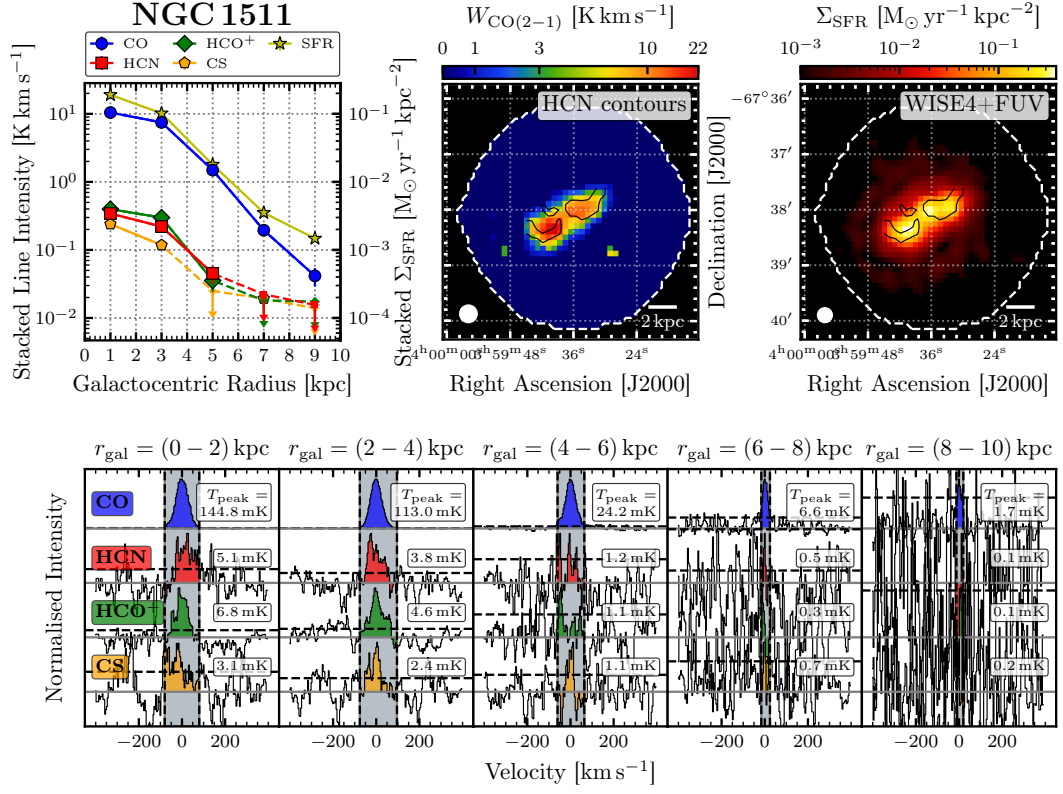 NGC 1511
CO HCO⁺ SFR
HCN CS
Stacked Line Intensity [K km s⁻¹]
10¹
10⁰
10⁻¹
10⁻²
10⁻¹
10⁻²
10⁻³
10⁻⁴
Stacked Σ_SFR [M⊙ yr⁻¹ kpc⁻²]
0 1 2 3 4 5 6 7 8 9 10
Galactocentric Radius [kpc]
W_CO(2−1) [K km s⁻¹]
0 1 3 10 22
HCN contours
2 kpc
4ʰ00ᵐ00ˢ 3ʰ59ᵐ48ˢ 36ˢ 24ˢ
Right Ascension [J2000]
Σ_SFR [M⊙ yr⁻¹ kpc⁻²]
10⁻³ 10⁻² 10⁻¹
WISE4+FUV
−67°36′
37′
38′
39′
40′
Declination [J2000]
2 kpc
4ʰ00ᵐ00ˢ 3ʰ59ᵐ48ˢ 36ˢ 24ˢ
Right Ascension [J2000]
r_gal = (0 − 2) kpc r_gal = (2 − 4) kpc r_gal = (4 − 6) kpc r_gal = (6 − 8) kpc r_gal = (8 − 10) kpc
Normalised Intensity
CO
T_peak = 144.8 mK
T_peak = 113.0 mK
T_peak = 24.2 mK
T_peak = 6.6 mK
T_peak = 1.7 mK
HCN
5.1 mK 3.8 mK 1.2 mK 0.5 mK 0.1 mK
HCO⁺
6.8 mK 4.6 mK 1.1 mK 0.3 mK 0.1 mK
CS
3.1 mK 2.4 mK 1.1 mK 0.7 mK 0.2 mK
−200 0 200 −200 0 200 −200 0 200 −200 0 200 −200 0 200
Velocity [km s⁻¹]